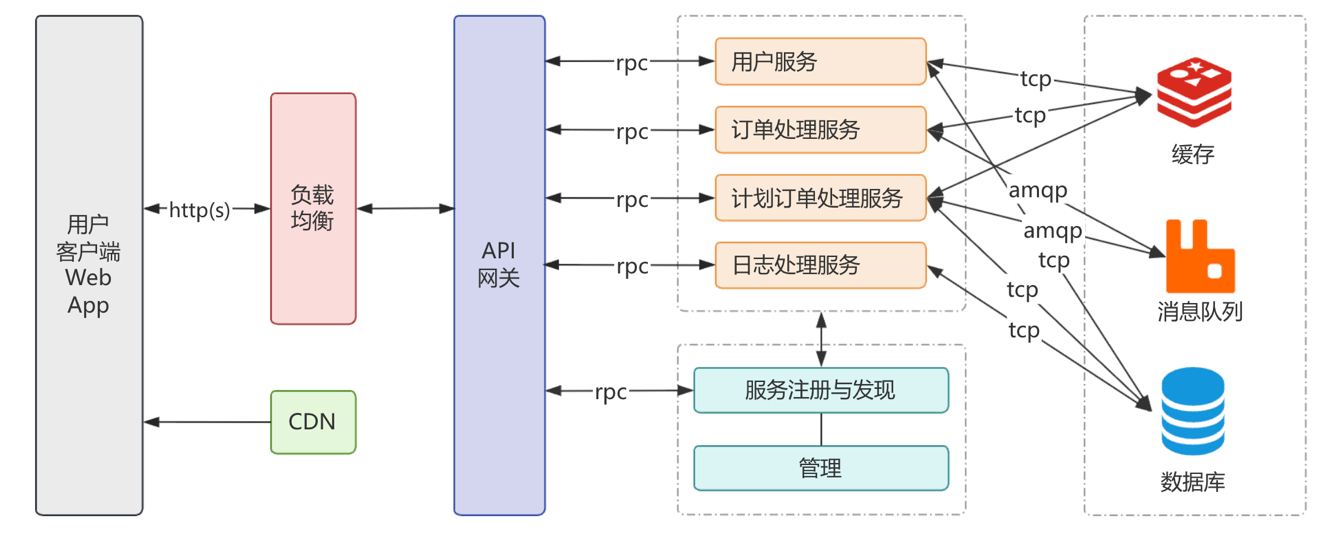 用户
客户端
Web
App
http(s)
负载
均衡
CDN
API
网关
rpc
rpc
rpc
rpc
rpc
用户服务
订单处理服务
计划订单处理服务
日志处理服务
服务注册与发现
管理
tcp
tcp
amqp
amqp
tcp
tcp
tcp
缓存
消息队列
数据库